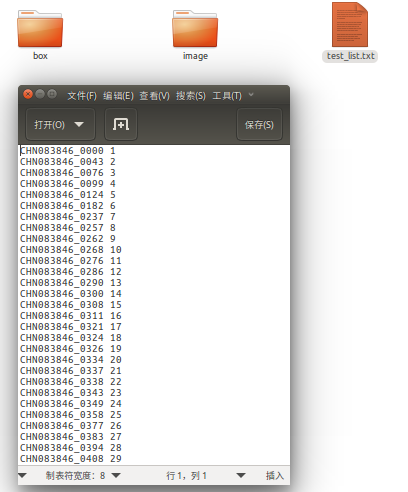 box
image
test_list.txt
文件(F) 编辑(E) 查看(V) 搜索(S) 工具(T)
打开(O)
保存(S)
CHN083846_0000 1
CHN083846_0043 2
CHN083846_0076 3
CHN083846_0099 4
CHN083846_0124 5
CHN083846_0182 6
CHN083846_0237 7
CHN083846_0257 8
CHN083846_0262 9
CHN083846_0268 10
CHN083846_0276 11
CHN083846_0286 12
CHN083846_0290 13
CHN083846_0300 14
CHN083846_0308 15
CHN083846_0311 16
CHN083846_0321 17
CHN083846_0324 18
CHN083846_0326 19
CHN083846_0334 20
CHN083846_0337 21
CHN083846_0338 22
CHN083846_0343 23
CHN083846_0349 24
CHN083846_0358 25
CHN083846_0377 26
CHN083846_0383 27
CHN083846_0394 28
CHN083846_0408 29
制表符宽度：8 行 1，列 1 插入